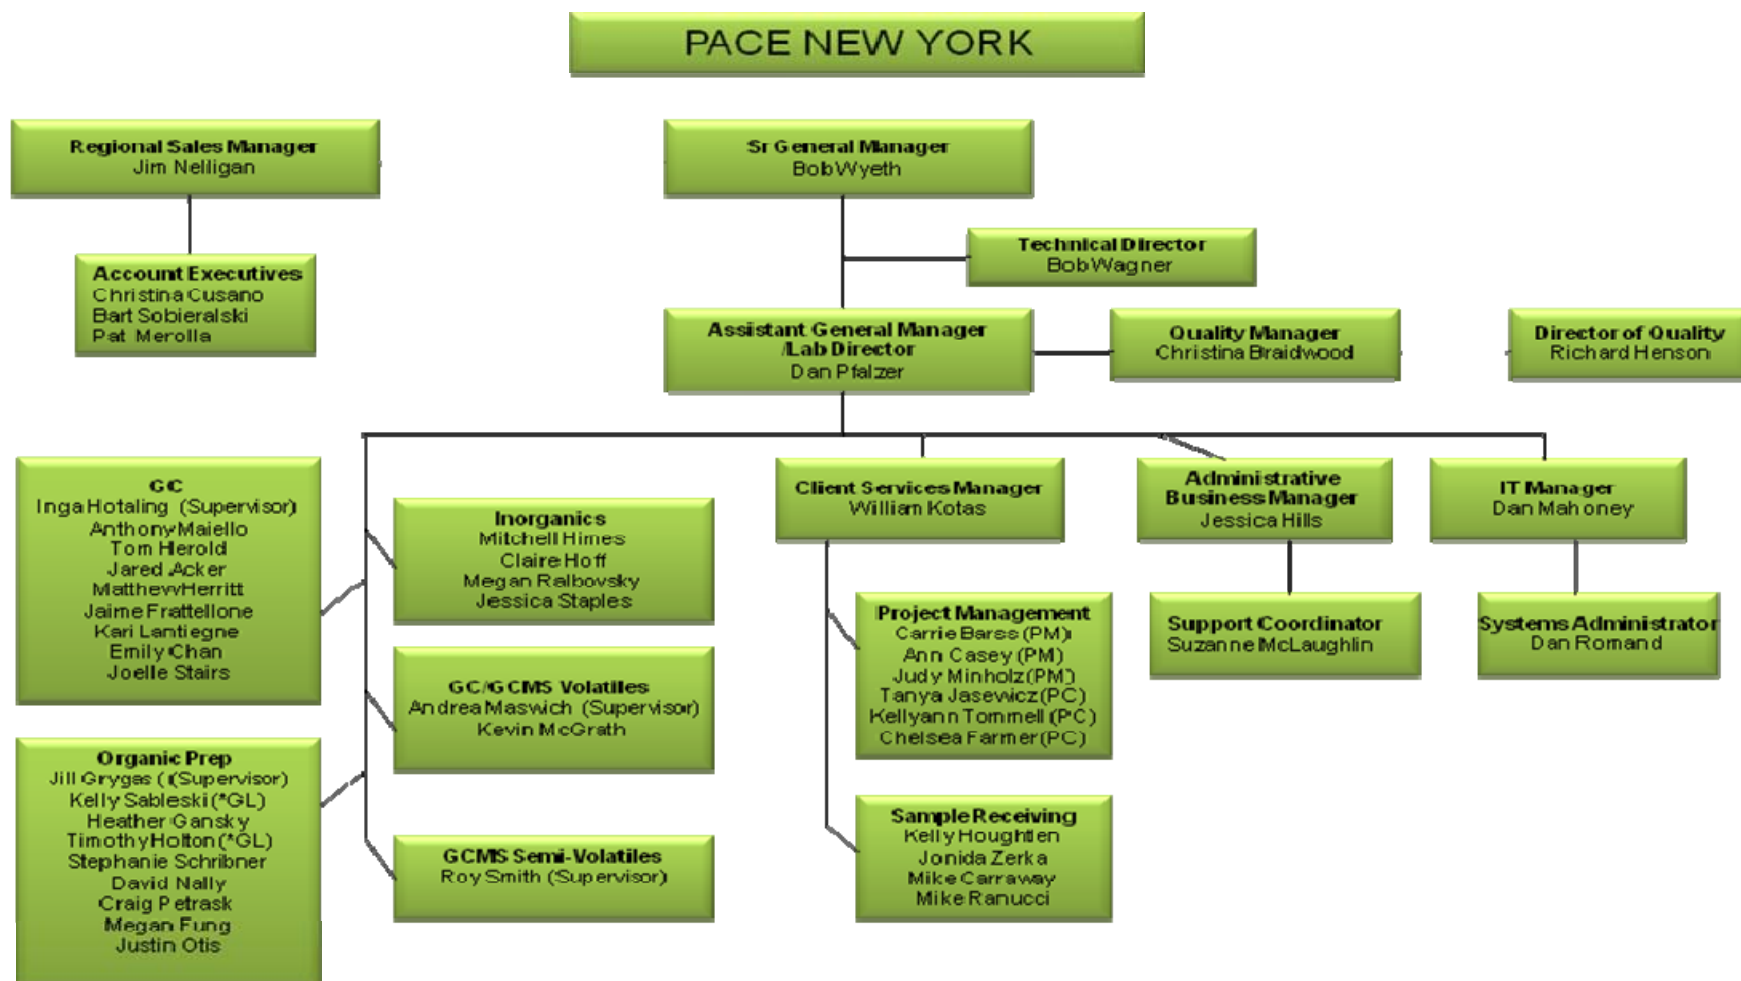 PACE NEW YORK
Regional Sales Manager
Jim Nelligan
Sr General Manager
Bob Wyeth
Technical Director
Bob Wagner
Account Executives
Christina Cusano
Bart Sobieralski
Pat Merolla
Assistant General Manager
/Lab Director
Dan Pfalzer
Quality Manager
Christina Braidwood
Director of Quality
Richard Henson
GC
Inga Hotaling (Supervisor)
Anthony Maiello
Tom Herold
Jared Acker
Matthew Herritt
Jaime Frattellone
Kari Lantiegne
Emily Chan
Joelle Stairs
Inorganics
Mitchell Himes
Claire Hoff
Megan Ralbovsky
Jessica Staples
Client Services Manager
William Kotas
Administrative
Business Manager
Jessica Hills
IT Manager
Dan Mahoney
Project Management
Carrie Barss (PM)
Ann Casey (PM)
Judy Minholz (PM)
Tanya Jasewicz (PC)
Kellyann Tommell (PC)
Chelsea Farmer (PC)
Support Coordinator
Suzanne McLaughlin
Systems Administrator
Dan Romand
GC/GCMS Volatiles
Andrea Maswich (Supervisor)
Kevin McGrath
Organic Prep
Jill Grygas ((Supervisor)
Kelly Sableski (*GL)
Heather Gansky
Timothy Holton (*GL)
Stephanie Schribner
David Nally
Craig Petrask
Megan Fung
Justin Otis
GCMS Semi-Volatiles
Roy Smith (Supervisor)
Sample Receiving
Kelly Houghtlen
Jonida Zerka
Mike Carraway
Mike Ranucci